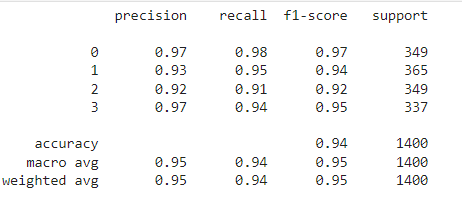 precision recall f1-score support
0 0.97 0.98 0.97 349
1 0.93 0.95 0.94 365
2 0.92 0.91 0.92 349
3 0.97 0.94 0.95 337
accuracy 0.94 1400
macro avg 0.95 0.94 0.95 1400
weighted avg 0.95 0.94 0.95 1400